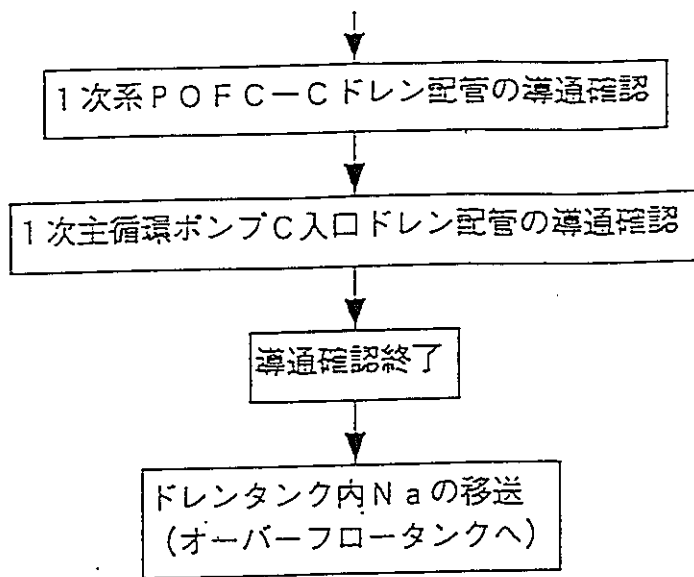 1次系POFC-Cドレン配管の導通確認
1次主循環ポンプC入口ドレン配管の導通確認
導通確認終了
ドレンタンク内Naの移送
(オーバーフロータンクへ)